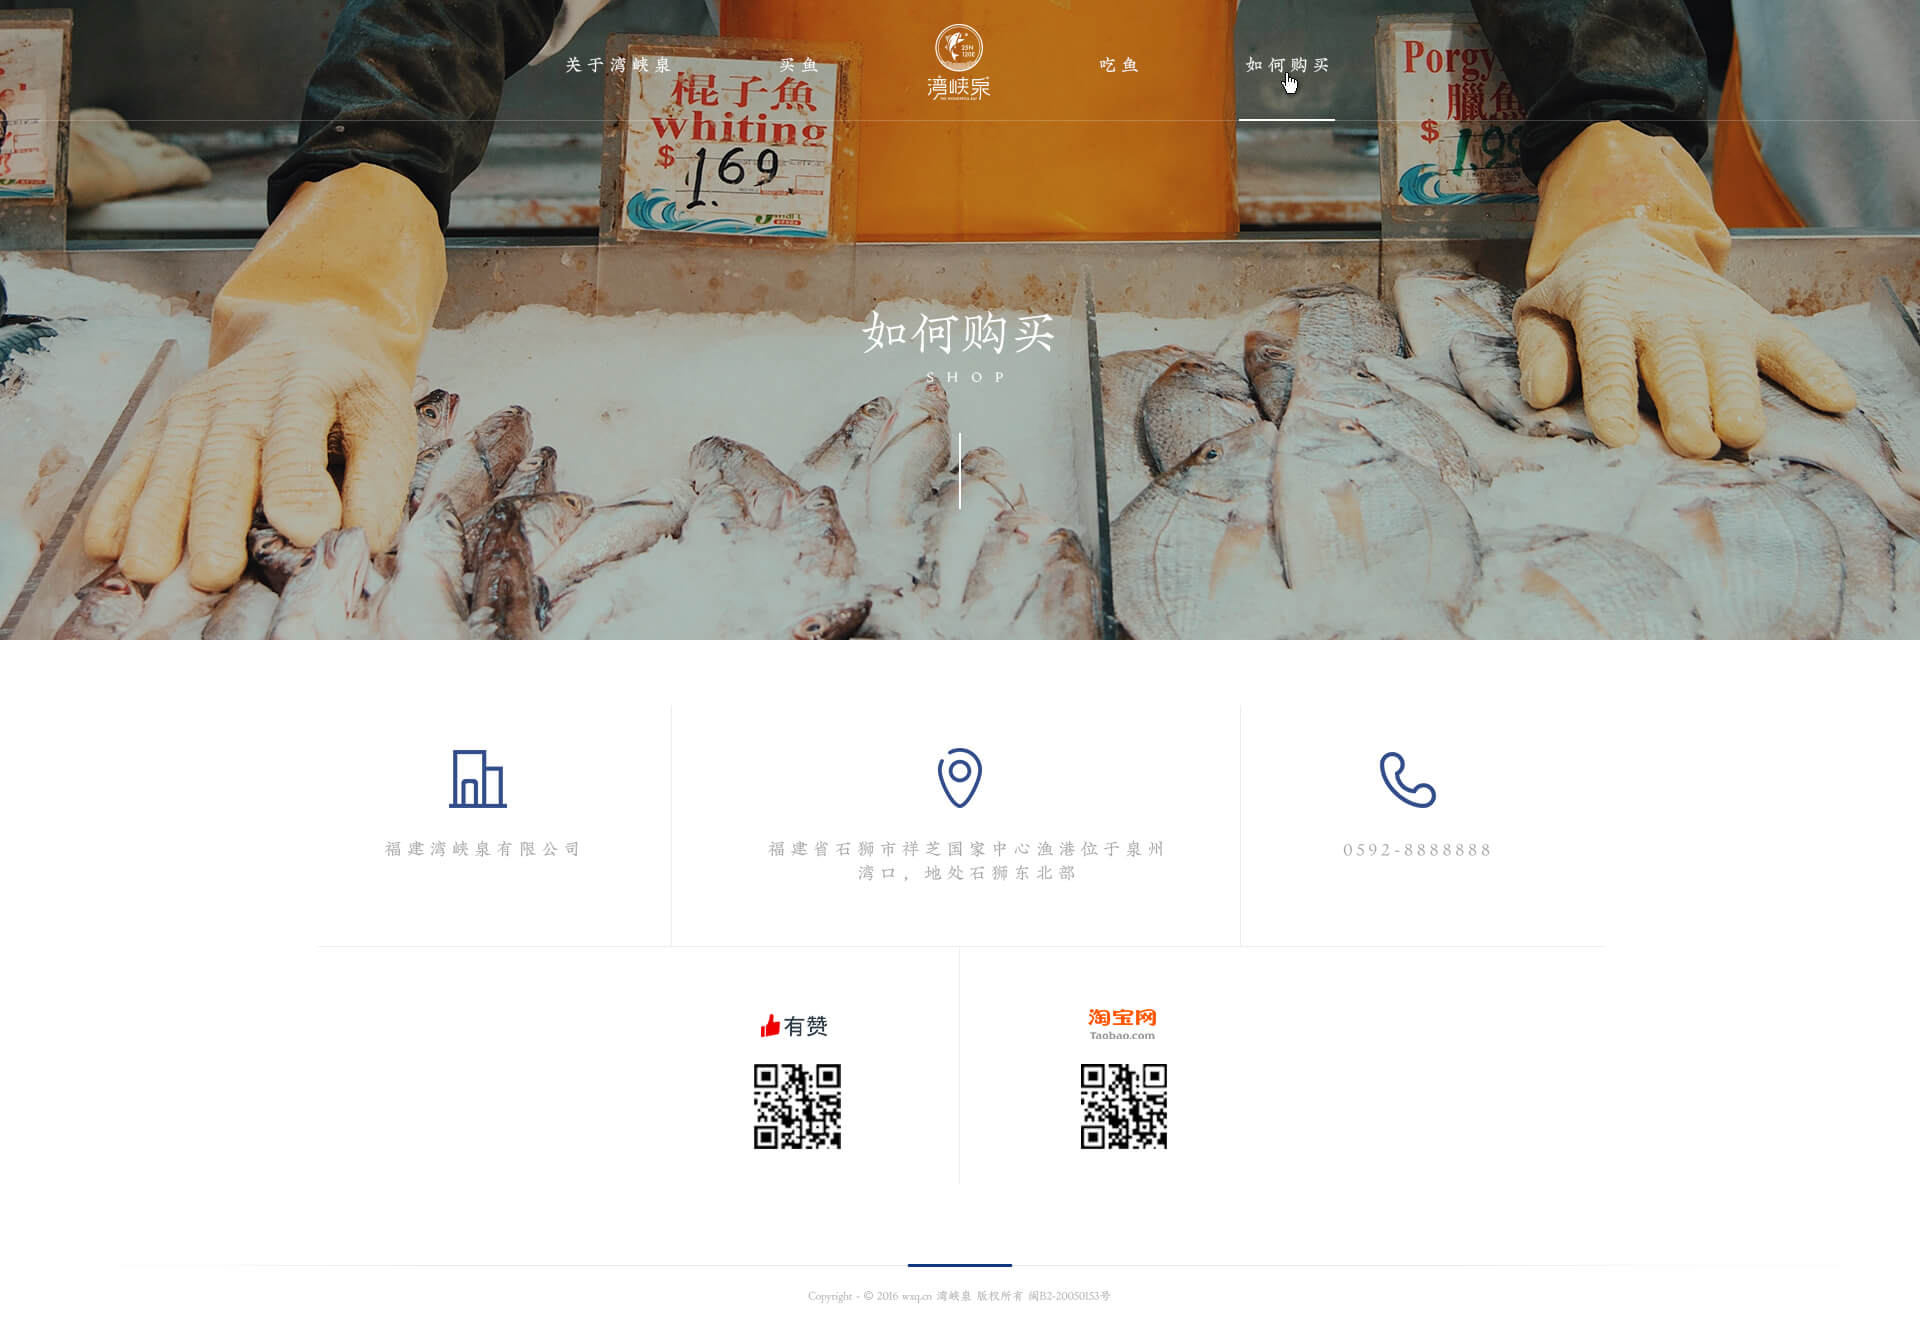 关于湾峡泉
买鱼
25N
120E
湾峡泉
吃鱼
如何购买
棍子魚
whiting
$ 1.69
Porgy
臘魚
$ 1.99
如何购买
SHOP
福建湾峡泉有限公司
福建省石狮市祥芝国家中心渔港位于泉州
湾口，地处石狮东北部
0592-8888888
有赞
淘宝网
Taobao.com
Copyright - © 2016 wxq.cn 湾峡泉 版权所有 闽B2-20050153号